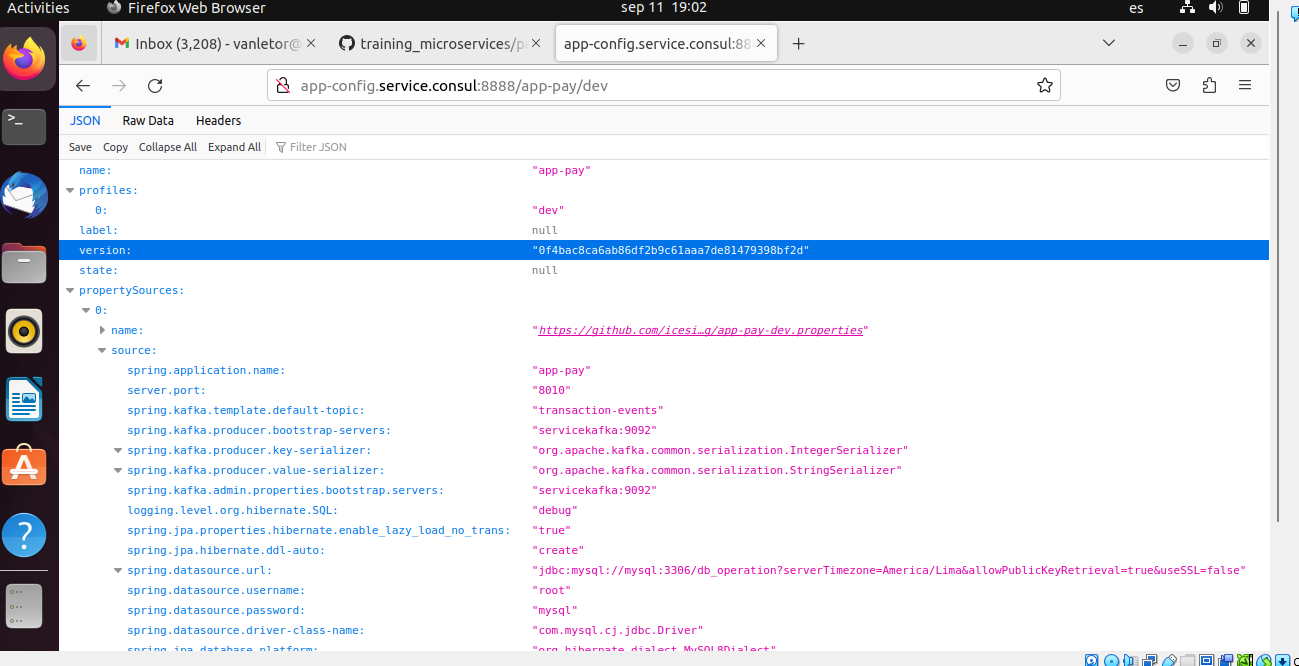 Activities Firefox Web Browser sep 11 19:02 es
Inbox (3,208) - vanletor@ training_microservices/p app-config.service.consul:88
app-config.service.consul:8888/app-pay/dev
JSON Raw Data Headers
Save Copy Collapse All Expand All Filter JSON
name: "app-pay"
profiles:
0: "dev"
label: null
version: "0f4bac8ca6ab86df2b9c61aaa7de81479398bf2d"
state: null
propertySources:
0:
name: "https://github.com/icesi…g/app-pay-dev.properties"
source:
spring.application.name: "app-pay"
server.port: "8010"
spring.kafka.template.default-topic: "transaction-events"
spring.kafka.producer.bootstrap-servers: "servicekafka:9092"
spring.kafka.producer.key-serializer: "org.apache.kafka.common.serialization.IntegerSerializer"
spring.kafka.producer.value-serializer: "org.apache.kafka.common.serialization.StringSerializer"
spring.kafka.admin.properties.bootstrap.servers: "servicekafka:9092"
logging.level.org.hibernate.SQL: "debug"
spring.jpa.properties.hibernate.enable_lazy_load_no_trans: "true"
spring.jpa.hibernate.ddl-auto: "create"
spring.datasource.url: "jdbc:mysql://mysql:3306/db_operation?serverTimezone=America/Lima&allowPublicKeyRetrieval=true&useSSL=false"
spring.datasource.username: "root"
spring.datasource.password: "mysql"
spring.datasource.driver-class-name: "com.mysql.cj.jdbc.Driver"
spring.jpa.database-platform: "org.hibernate.dialect.MySQL8Dialect"